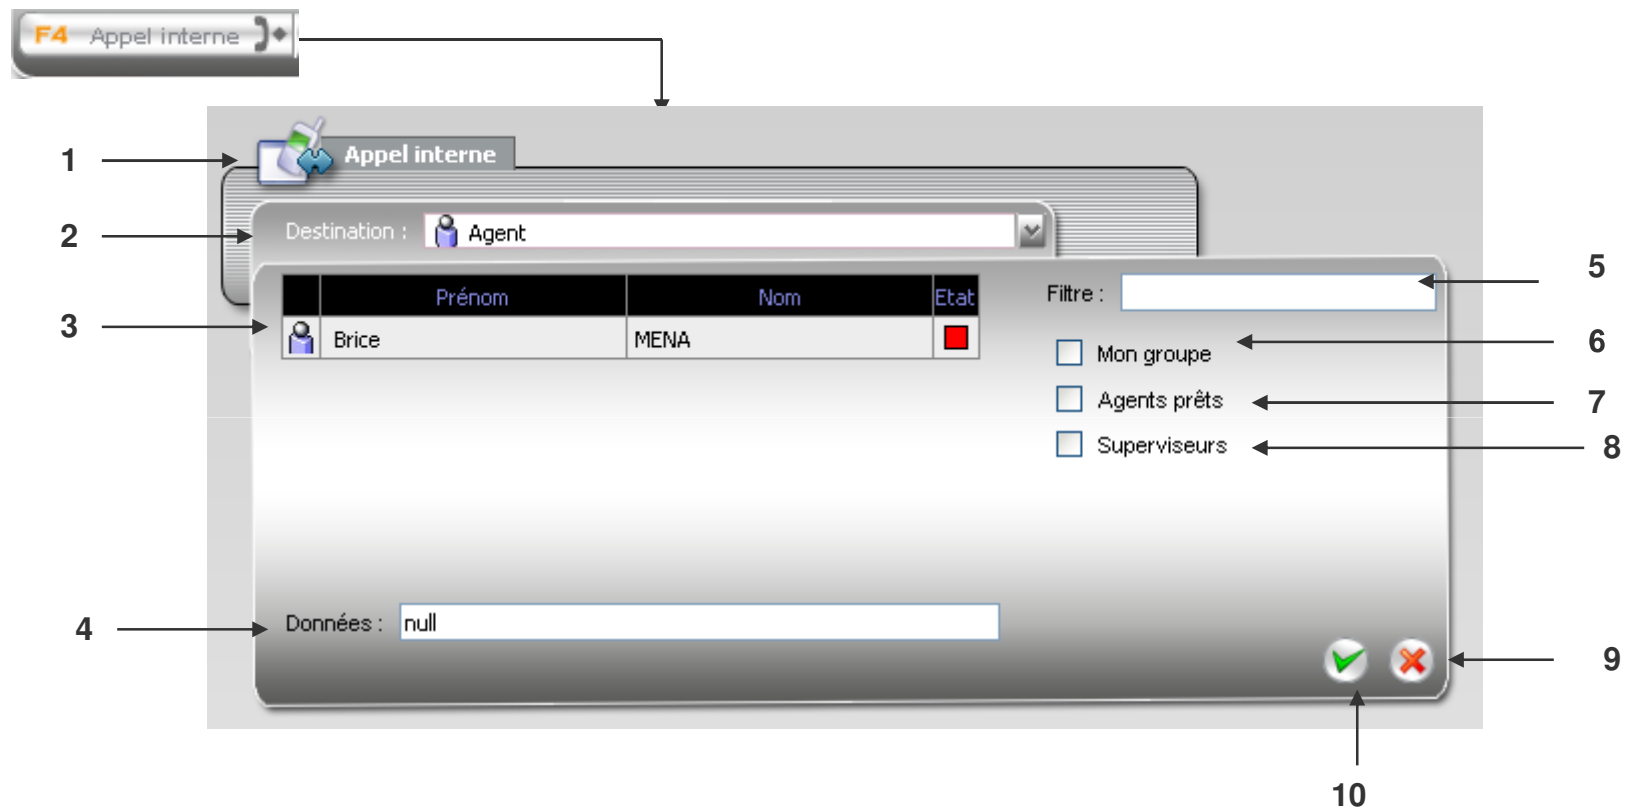 F4 Appel interne
1 Appel interne
2 Destination : Agent
5
Prénom Nom Etat Filtre :
3 Brice MENA
6
Mon groupe
7
Agents prêts
8
Superviseurs
4 Données : null
9
10